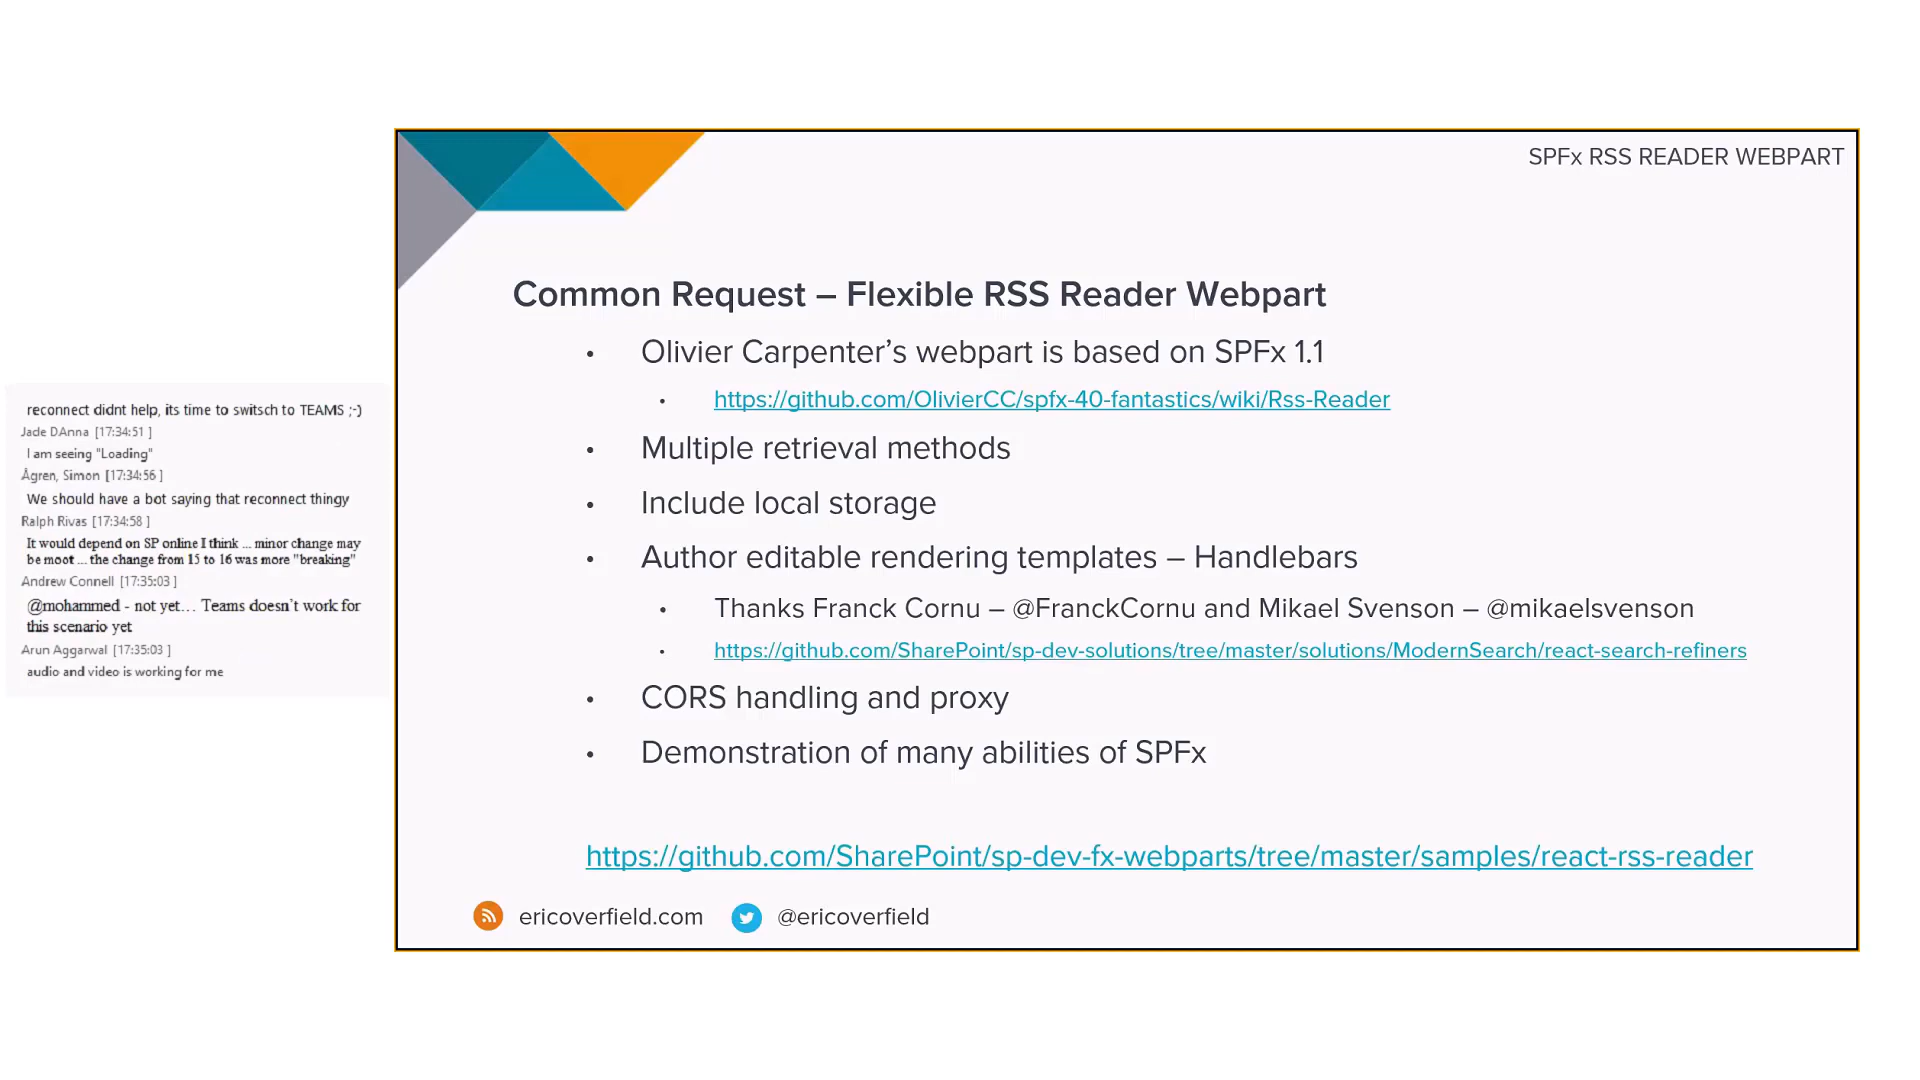 reconnect didnt help, its time to switsch to TEAMS ;-)
Jade DAnna [17:34:51 ]
I am seeing "Loading"
Ågren, Simon [17:34:56 ]
We should have a bot saying that reconnect thingy
Ralph Rivas [17:34:58 ]
It would depend on SP online I think ... minor change may
be moot ... the change from 15 to 16 was more "breaking"
Andrew Connell [17:35:03 ]
@mohammed - not yet... Teams doesn't work for
this scenario yet
Arun Aggarwal [17:35:03 ]
audio and video is working for me
SPFx RSS READER WEBPART
Common Request – Flexible RSS Reader Webpart
• Olivier Carpenter's webpart is based on SPFx 1.1
• https://github.com/OlivierCC/spfx-40-fantastics/wiki/Rss-Reader
• Multiple retrieval methods
• Include local storage
• Author editable rendering templates – Handlebars
• Thanks Franck Cornu – @FranckCornu and Mikael Svenson – @mikaelsvenson
• https://github.com/SharePoint/sp-dev-solutions/tree/master/solutions/ModernSearch/react-search-refiners
• CORS handling and proxy
• Demonstration of many abilities of SPFx
https://github.com/SharePoint/sp-dev-fx-webparts/tree/master/samples/react-rss-reader
ericoverfield.com @ericoverfield